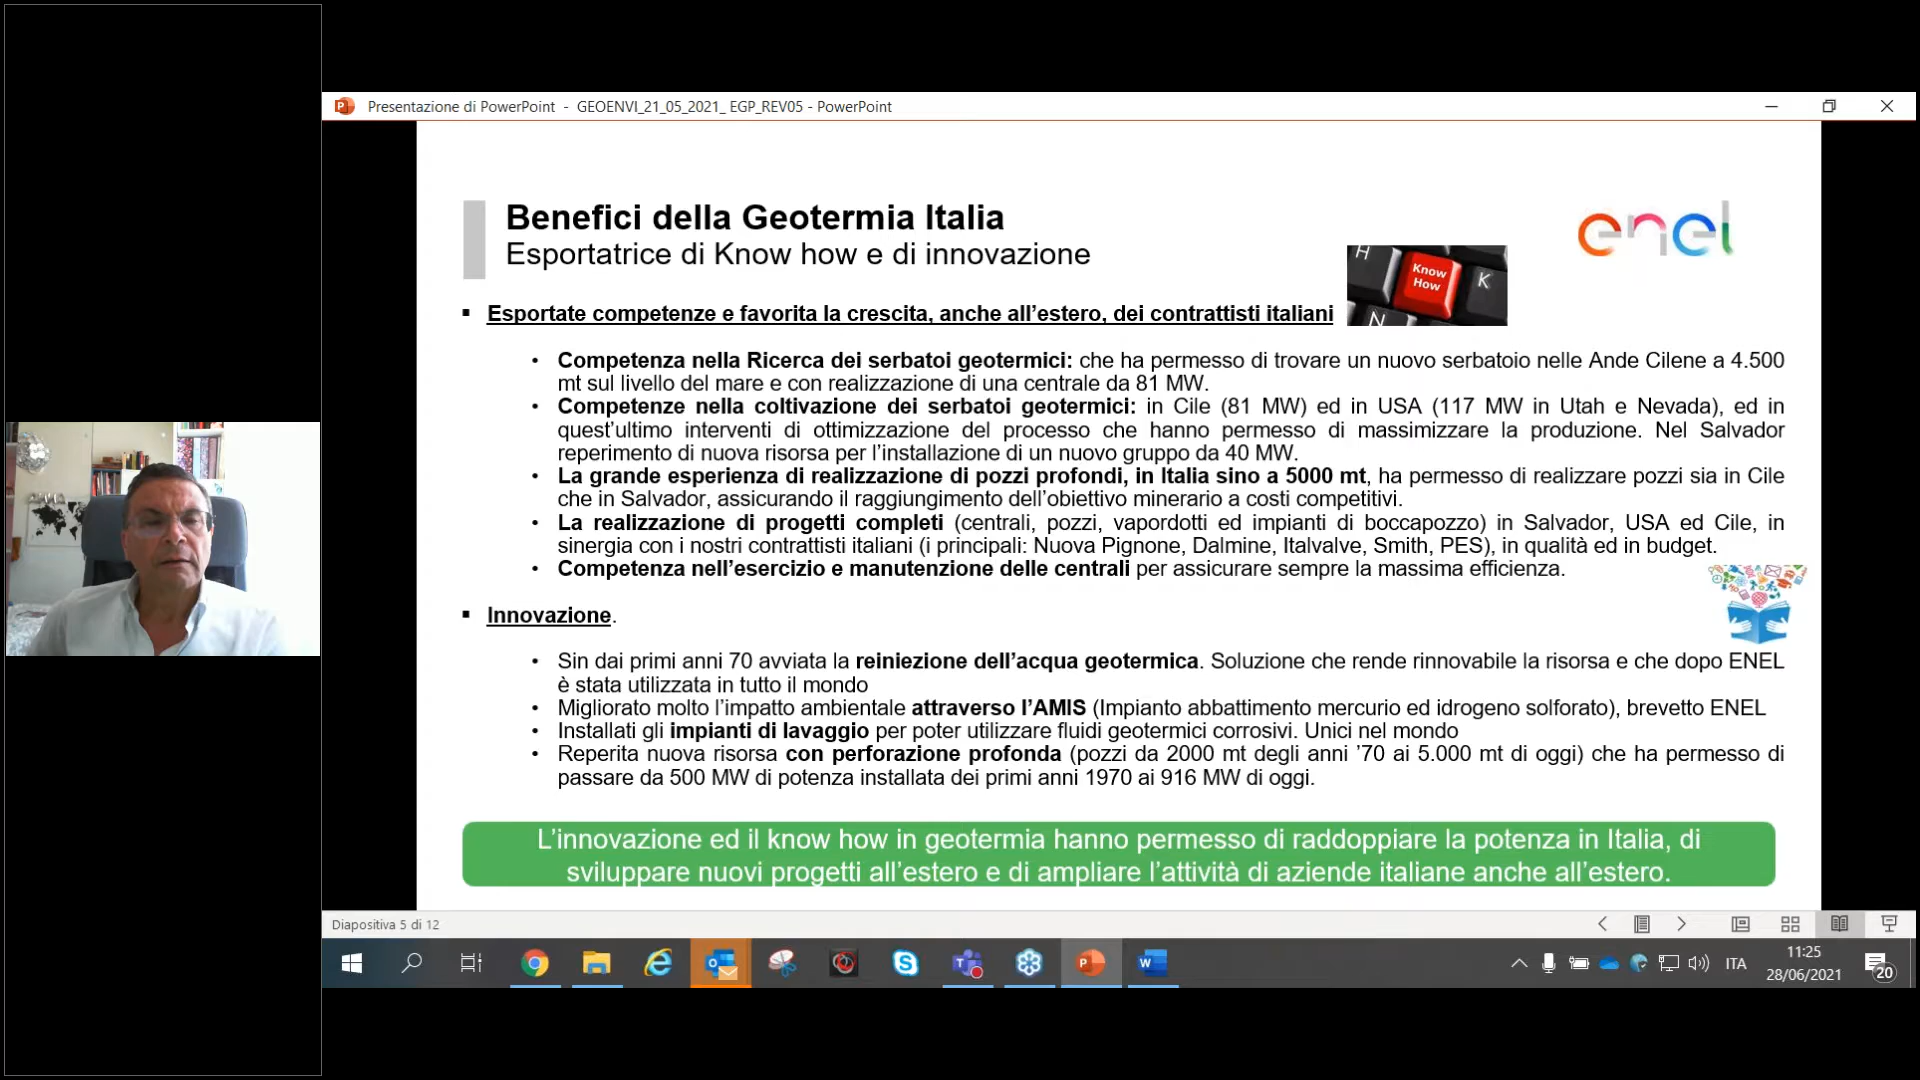 Presentazione di PowerPoint - GEOENVI_21_05_2021_ EGP_REV05 - PowerPoint
Benefici della Geotermia Italia
Esportatrice di Know how e di innovazione
enel
H
Know
How
K
N
▪ Esportate competenze e favorita la crescita, anche all’estero, dei contrattisti italiani
• Competenza nella Ricerca dei serbatoi geotermici: che ha permesso di trovare un nuovo serbatoio nelle Ande Cilene a 4.500
mt sul livello del mare e con realizzazione di una centrale da 81 MW.
• Competenze nella coltivazione dei serbatoi geotermici: in Cile (81 MW) ed in USA (117 MW in Utah e Nevada), ed in
quest’ultimo interventi di ottimizzazione del processo che hanno permesso di massimizzare la produzione. Nel Salvador
reperimento di nuova risorsa per l’installazione di un nuovo gruppo da 40 MW.
• La grande esperienza di realizzazione di pozzi profondi, in Italia sino a 5000 mt, ha permesso di realizzare pozzi sia in Cile
che in Salvador, assicurando il raggiungimento dell’obiettivo minerario a costi competitivi.
• La realizzazione di progetti completi (centrali, pozzi, vapordotti ed impianti di boccapozzo) in Salvador, USA ed Cile, in
sinergia con i nostri contrattisti italiani (i principali: Nuova Pignone, Dalmine, Italvalve, Smith, PES), in qualità ed in budget.
• Competenza nell’esercizio e manutenzione delle centrali per assicurare sempre la massima efficienza.
▪ Innovazione.
• Sin dai primi anni 70 avviata la reiniezione dell’acqua geotermica. Soluzione che rende rinnovabile la risorsa e che dopo ENEL
è stata utilizzata in tutto il mondo
• Migliorato molto l’impatto ambientale attraverso l’AMIS (Impianto abbattimento mercurio ed idrogeno solforato), brevetto ENEL
• Installati gli impianti di lavaggio per poter utilizzare fluidi geotermici corrosivi. Unici nel mondo
• Reperita nuova risorsa con perforazione profonda (pozzi da 2000 mt degli anni ’70 ai 5.000 mt di oggi) che ha permesso di
passare da 500 MW di potenza installata dei primi anni 1970 ai 916 MW di oggi.
L’innovazione ed il know how in geotermia hanno permesso di raddoppiare la potenza in Italia, di
sviluppare nuovi progetti all’estero e di ampliare l’attività di aziende italiane anche all’estero.
Diapositiva 5 di 12
ITA
11:25
28/06/2021
20